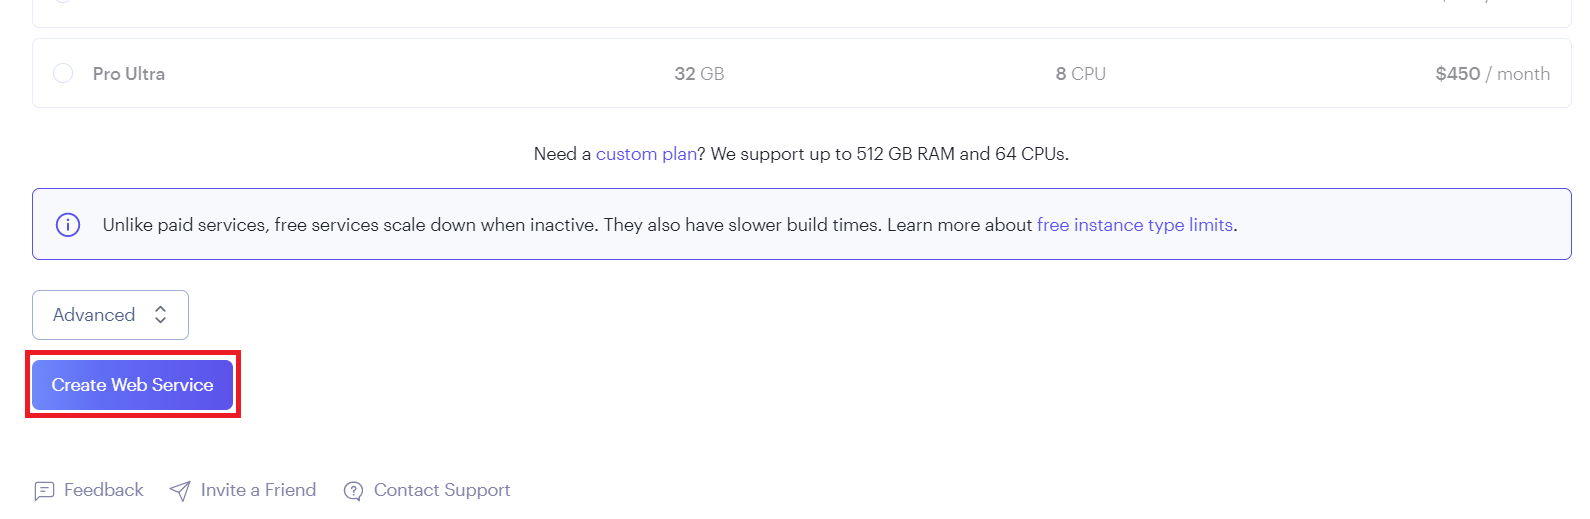 Pro Ultra 32 GB 8 CPU $450 / month
Need a custom plan? We support up to 512 GB RAM and 64 CPUs.
Unlike paid services, free services scale down when inactive. They also have slower build times. Learn more about free instance type limits.
Advanced
Create Web Service
Feedback Invite a Friend Contact Support